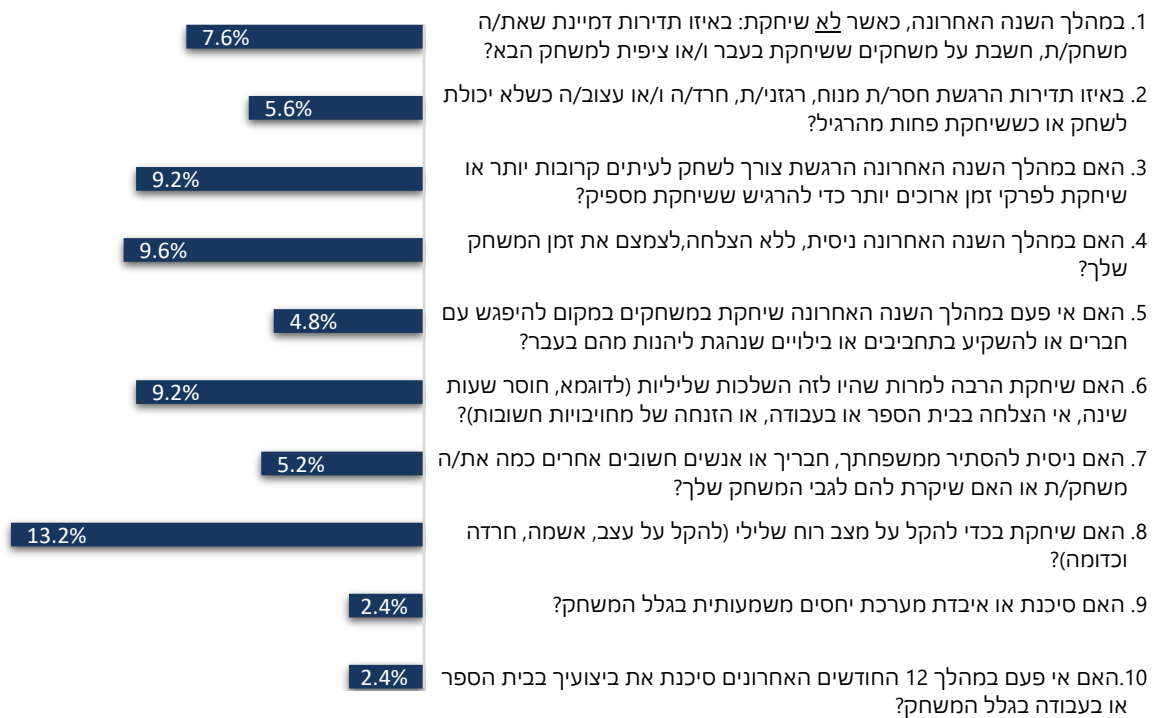 1. במהלך השנה האחרונה, כאשר לא שיחקת: באיזו תדירות דמיינת שאת/ה
משחק/ת, חשבת על משחקים ששיחקת בעבר ו/או ציפית למשחק הבא?
7.6%
2. באיזו תדירות הרגשת חסר/ת מנוח, רגזני/ת, חרד/ה ו/או עצוב/ה כשלא יכולת
לשחק או כששיחקת פחות מהרגיל?
5.6%
3. האם במהלך השנה האחרונה הרגשת צורך לשחק לעיתים קרובות יותר או
שיחקת לפרקי זמן ארוכים יותר כדי להרגיש ששיחקת מספיק?
9.2%
4. האם במהלך השנה האחרונה ניסית, ללא הצלחה,לצמצם את זמן המשחק
שלך?
9.6%
5. האם אי פעם במהלך השנה האחרונה שיחקת במשחקים במקום להיפגש עם
חברים או להשקיע בתחביבים או בילויים שנהגת ליהנות מהם בעבר?
4.8%
6. האם שיחקת הרבה למרות שהיו לזה השלכות שליליות (לדוגמא, חוסר שעות
שינה, אי הצלחה בבית הספר או בעבודה, או הזנחה של מחויבויות חשובות)?
9.2%
7. האם ניסית להסתיר ממשפחתך, חבריך או אנשים חשובים אחרים כמה את/ה
משחק/ת או האם שיקרת להם לגבי המשחק שלך?
5.2%
8. האם שיחקת בכדי להקל על מצב רוח שלילי (להקל על עצב, אשמה, חרדה
וכדומה)?
13.2%
9. האם סיכנת או איבדת מערכת יחסים משמעותית בגלל המשחק?
2.4%
10.האם אי פעם במהלך 12 החודשים האחרונים סיכנת את ביצועיך בבית הספר
או בעבודה בגלל המשחק?
2.4%